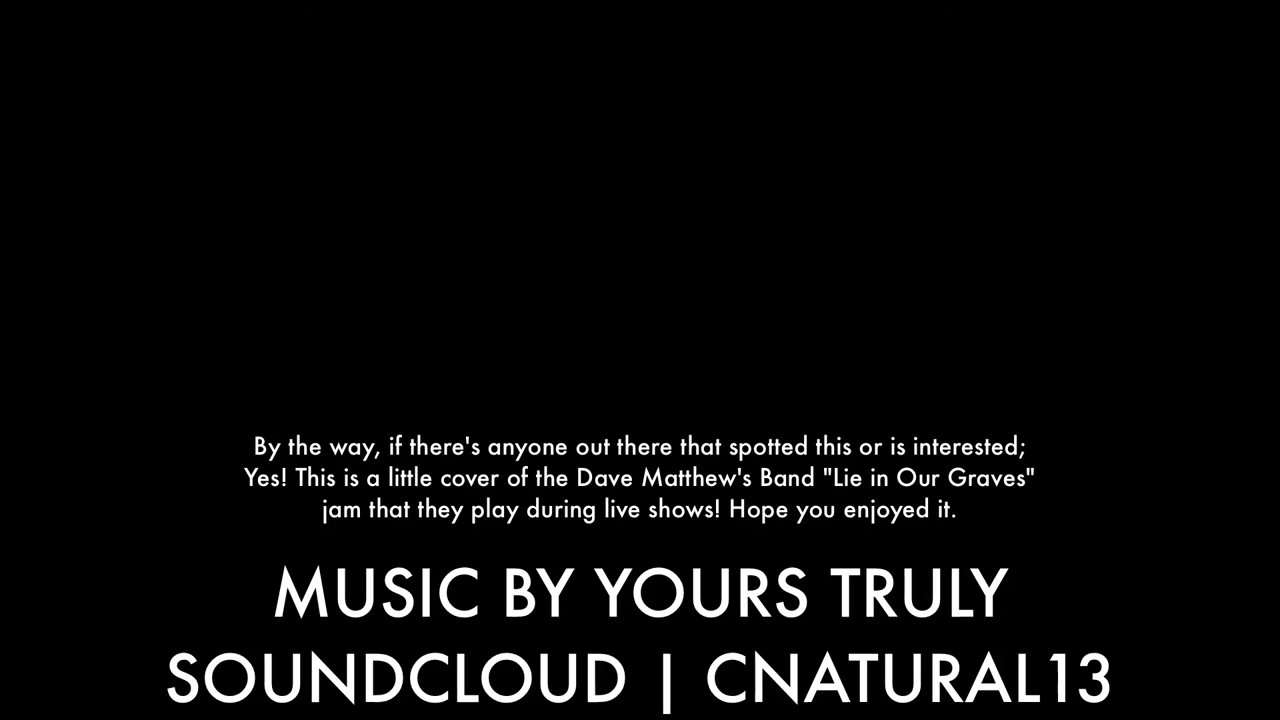 By the way, if there's anyone out there that spotted this or is interested;
Yes! This is a little cover of the Dave Matthew's Band "Lie in Our Graves"
jam that they play during live shows! Hope you enjoyed it.
MUSIC BY YOURS TRULY
SOUNDCLOUD | CNATURAL13